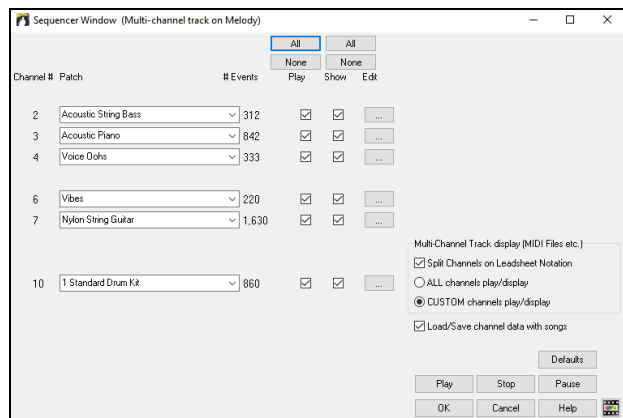 Sequencer Window (Multi-channel track on Melody)
All All
None None
Channel # Patch # Events Play Show Edit
2 Acoustic String Bass 312 ...
3 Acoustic Piano 842 ...
4 Voice Oohs 333 ...
6 Vibes 220 ...
7 Nylon String Guitar 1,630 ...
Multi-Channel Track display (MIDI Files etc.)
Split Channels on Leadsheet Notation
10 1 Standard Drum Kit 860 ...
ALL channels play/display
CUSTOM channels play/display
Load/Save channel data with songs
Defaults
Play Stop Pause
OK Cancel Help